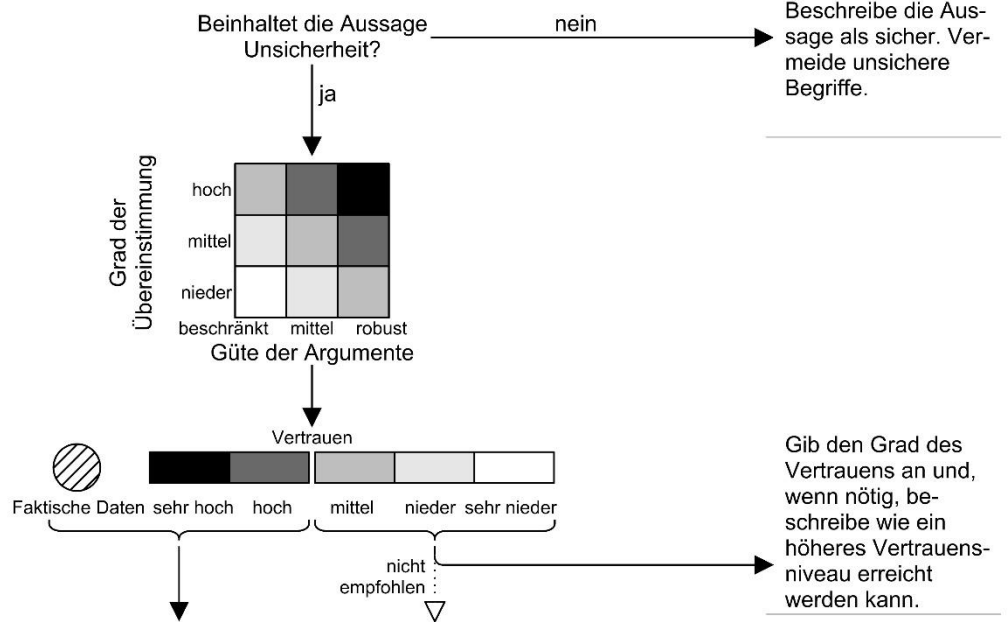 Beinhaltet die Aussage
Unsicherheit?
nein
Beschreibe die Aus-
sage als sicher. Ver-
meide unsichere
Begriffe.
ja
Grad der
Übereinstimmung
hoch
mittel
nieder
beschränkt mittel robust
Güte der Argumente
Vertrauen
Faktische Daten sehr hoch hoch mittel nieder sehr nieder
nicht
empfohlen
Gib den Grad des
Vertrauens an und,
wenn nötig, be-
schreibe wie ein
höheres Vertrauens-
niveau erreicht
werden kann.